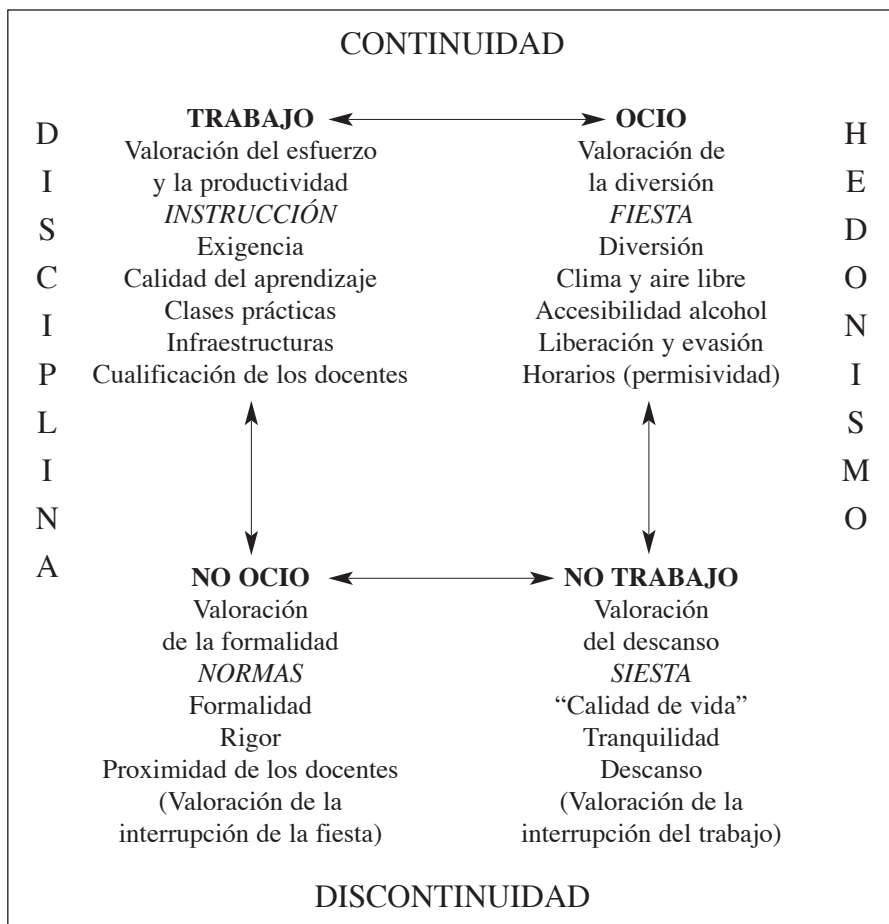 CONTINUIDAD
DISCIPLINA
TRABAJO
Valoración del esfuerzo
y la productividad
INSTRUCCIÓN
Exigencia
Calidad del aprendizaje
Clases prácticas
Infraestructuras
Cualificación de los docentes
OCIO
Valoración de
la diversión
FIESTA
Diversión
Clima y aire libre
Accesibilidad alcohol
Liberación y evasión
Horarios (permisividad)
HEDONISMO
NO OCIO
Valoración
de la formalidad
NORMAS
Formalidad
Rigor
Proximidad de los docentes
(Valoración de la
interrupción de la fiesta)
NO TRABAJO
Valoración
del descanso
SIESTA
“Calidad de vida”
Tranquilidad
Descanso
(Valoración de la
interrupción del trabajo)
DISCONTINUIDAD